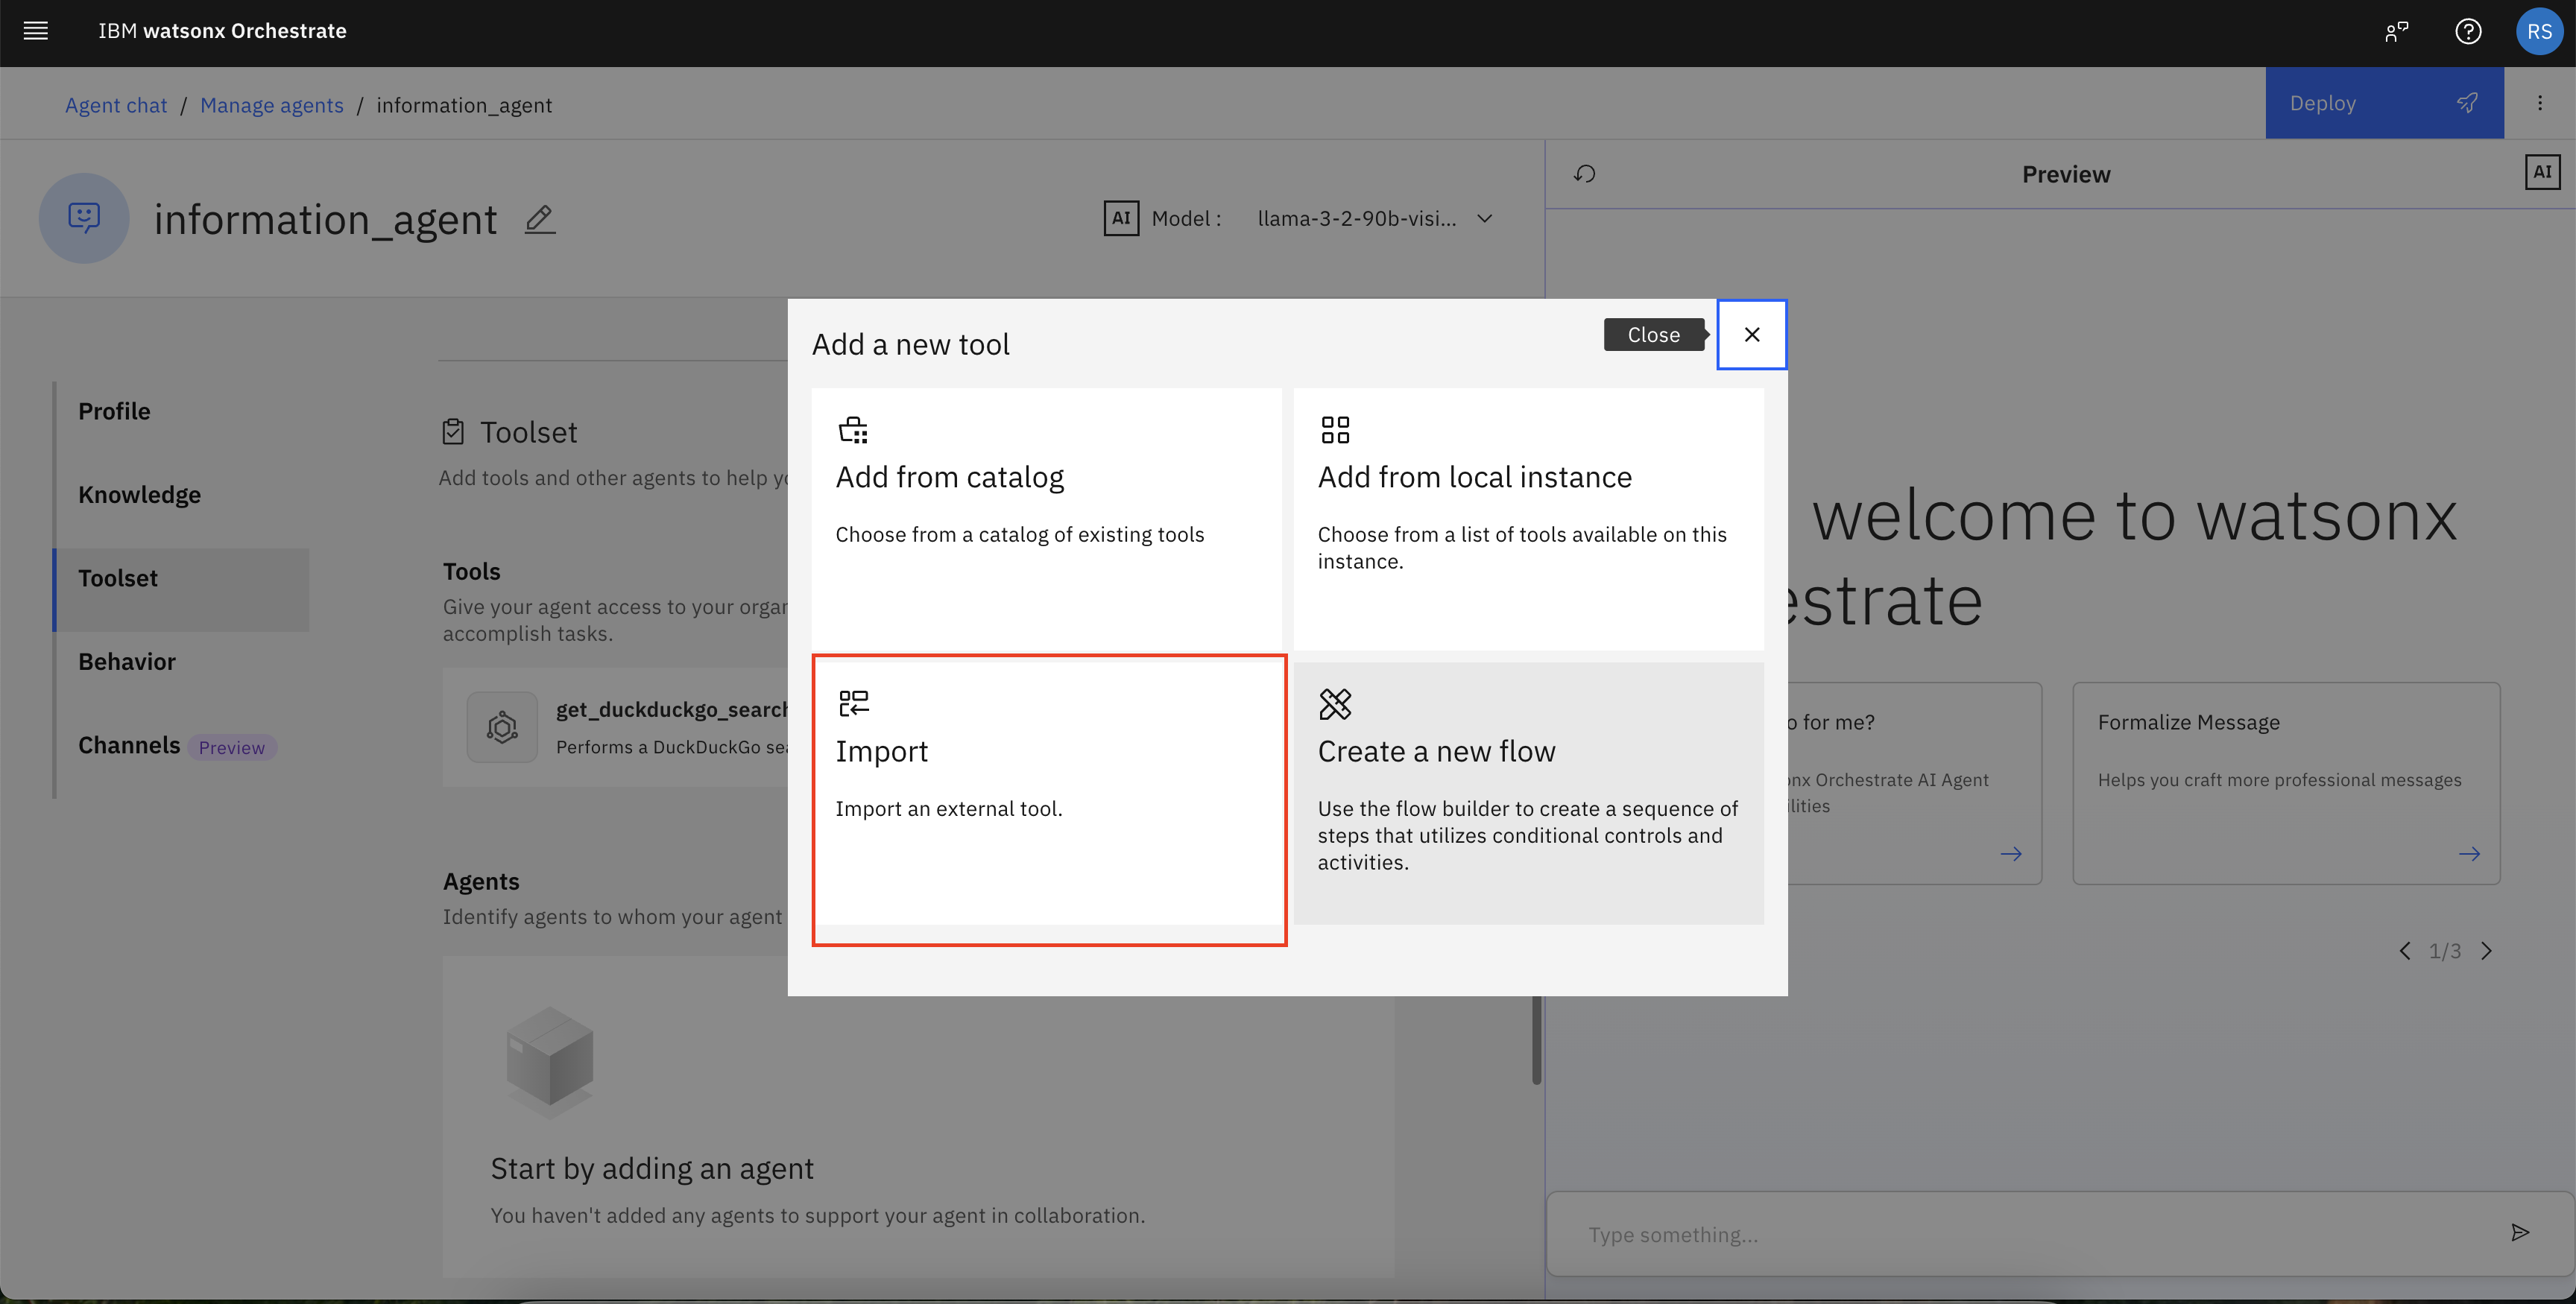 IBM watsonx Orchestrate
RS
Agent chat / Manage agents / information_agent
Deploy
information_agent
AI Model : llama-3-2-90b-visi...
Preview
AI
Profile
Knowledge
Toolset
Behavior
Channels Preview
Toolset
Add tools and other agents to help
Tools
Give your agent access to your
accomplish tasks.
get_duckduckgo_search
Performs a DuckDuckGo
Agents
Identify agents to whom your agent
Start by adding an agent
You haven't added any agents to support your agent in collaboration.
Add a new tool
Close
Add from catalog
Choose from a catalog of existing tools
Add from local instance
Choose from a list of tools available on this
instance.
Import
Import an external tool.
Create a new flow
Use the flow builder to create a sequence of
steps that utilizes conditional controls and
activities.
welcome to watsonx
estrate
for me?
Orchestrate AI Agent
Formalize Message
Helps you craft more professional messages
1/3
Type something...